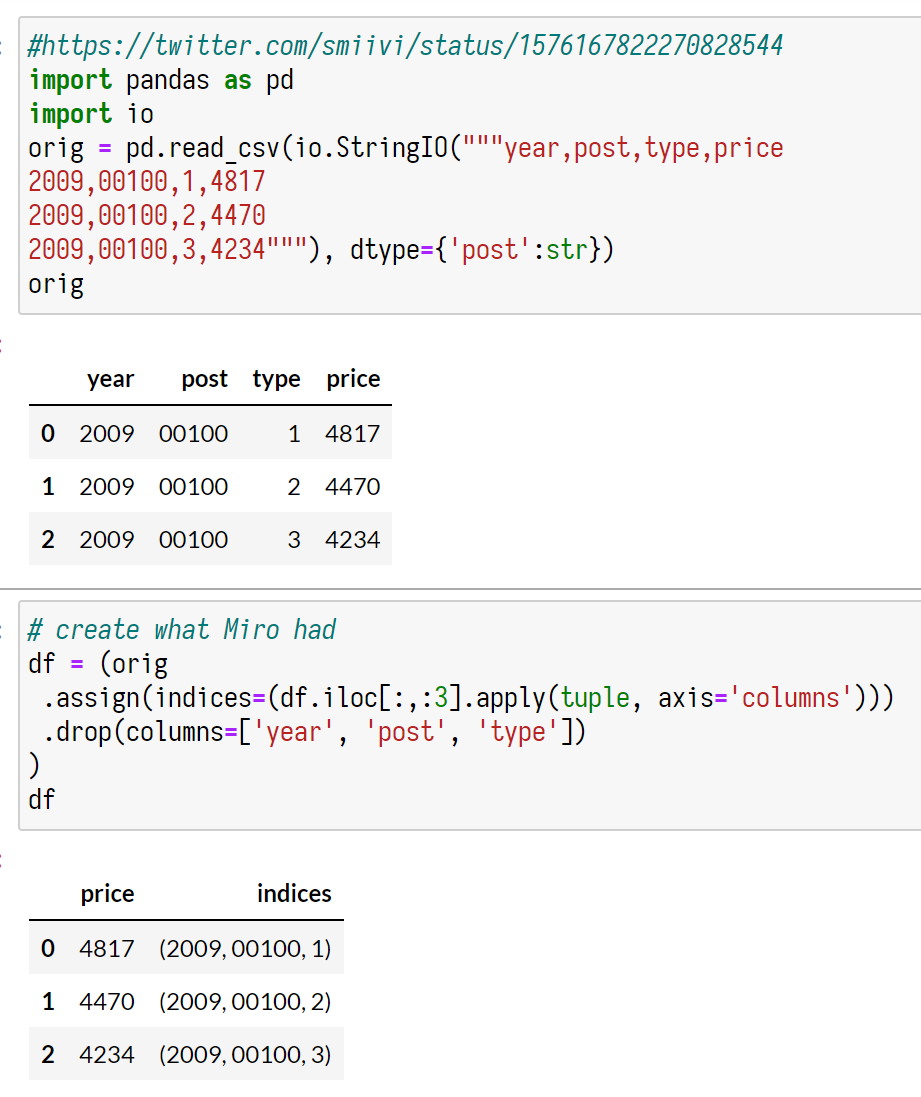 #https://twitter.com/smiivi/status/1576167822270828544
import pandas as pd
import io
orig = pd.read_csv(io.StringIO("""year,post,type,price
2009,00100,1,4817
2009,00100,2,4470
2009,00100,3,4234"""), dtype={'post':str})
orig
year post type price
0 2009 00100 1 4817
1 2009 00100 2 4470
2 2009 00100 3 4234
# create what Miro had
df = (orig
.assign(indices=(df.iloc[:,:3].apply(tuple, axis='columns')))
.drop(columns=['year', 'post', 'type'])
)
df
price indices
0 4817 (2009, 00100, 1)
1 4470 (2009, 00100, 2)
2 4234 (2009, 00100, 3)